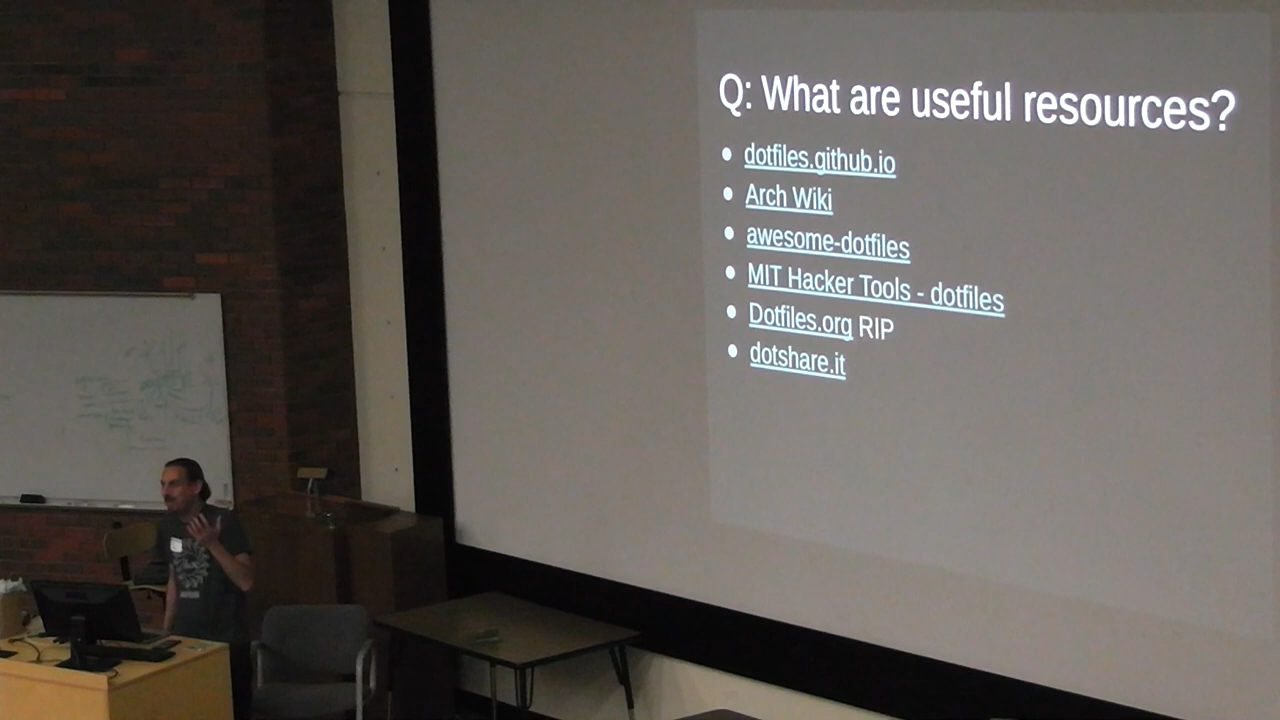 Q: What are useful resources?
dotfiles.github.io
Arch Wiki
awesome-dotfiles
MIT Hacker Tools - dotfiles
Dotfiles.org RIP
dotshare.it